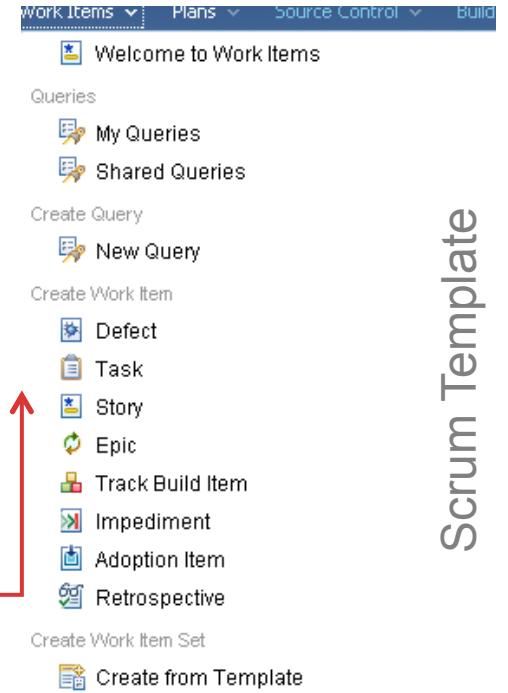 Work Items Plans Source Control Build
Welcome to Work Items
Queries
My Queries
Shared Queries
Create Query
New Query
Create Work Item
Defect
Task
Story
Epic
Track Build Item
Impediment
Adoption Item
Retrospective
Create Work Item Set
Create from Template
Scrum Template